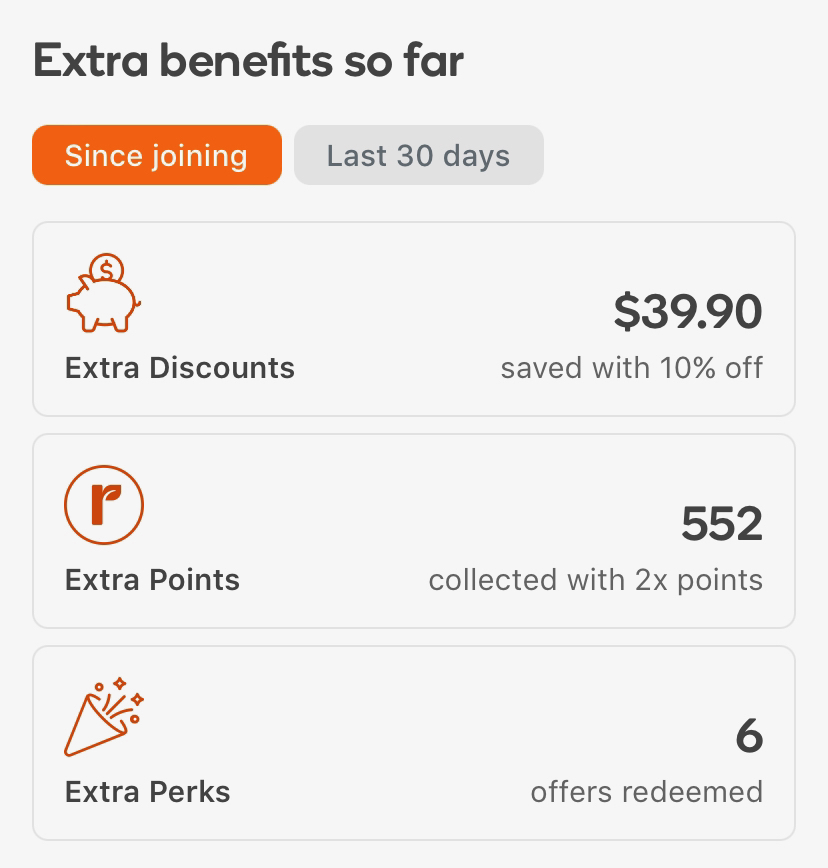 Extra benefits so far
Since joining
Last 30 days
$
$39.90
Extra Discounts
saved with 10% off
r
552
Extra Points
collected with 2x points
6
Extra Perks
offers redeemed